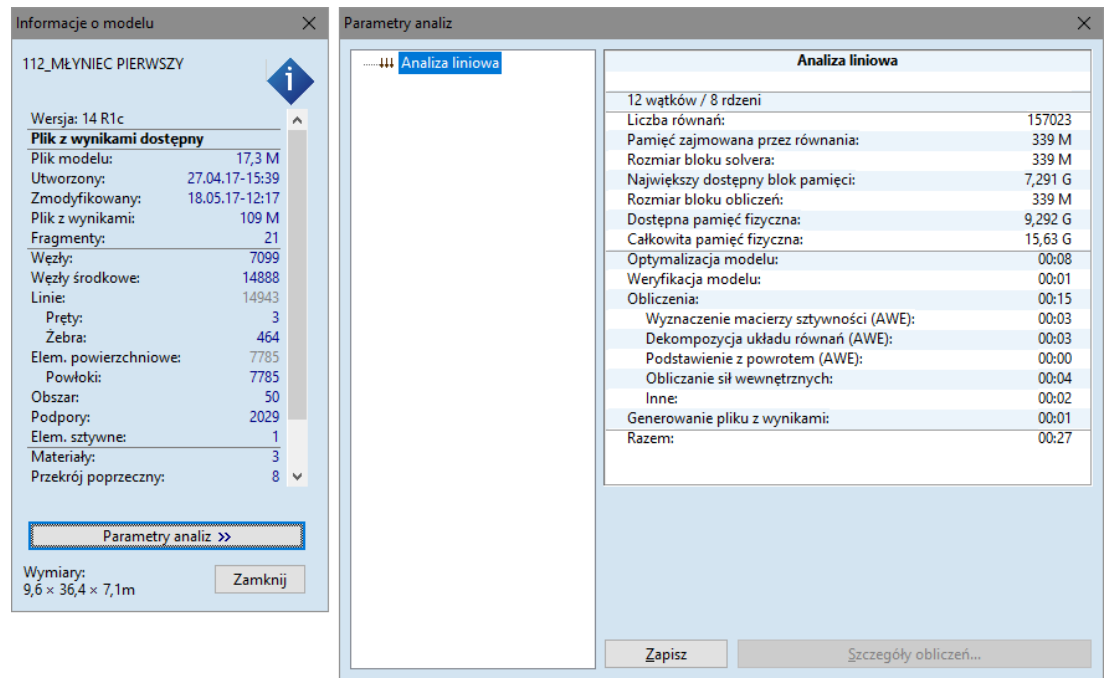 Informacje o modelu
112_MŁYNIEC PIERWSZY
Wersja: 14 R1c
Plik z wynikami dostępny
Plik modelu: 17,3 M
Utworzony: 27.04.17-15:39
Zmodyfikowany: 18.05.17-12:17
Plik z wynikami: 109 M
Fragmenty: 21
Węzły: 7099
Węzły środkowe: 14888
Linie: 14943
Pręty: 3
Żebra: 464
Elem. powierzchniowe: 7785
Powłoki: 7785
Obszar: 50
Podpory: 2029
Elem. sztywne: 1
Materiały: 3
Przekrój poprzeczny: 8
Parametry analiz >>
Wymiary:
9,6 × 36,4 × 7,1m
Zamknij
Parametry analiz
Analiza liniowa
Analiza liniowa
12 wątków / 8 rdzeni
Liczba równań: 157023
Pamięć zajmowana przez równania: 339 M
Rozmiar bloku solvera: 339 M
Największy dostępny blok pamięci: 7,291 G
Rozmiar bloku obliczeń: 339 M
Dostępna pamięć fizyczna: 9,292 G
Całkowita pamięć fizyczna: 15,63 G
Optymalizacja modelu: 00:08
Weryfikacja modelu: 00:01
Obliczenia: 00:15
Wyznaczenie macierzy sztywności (AWE): 00:03
Dekompozycja układu równań (AWE): 00:03
Podstawienie z powrotem (AWE): 00:00
Obliczanie sił wewnętrznych: 00:04
Inne: 00:02
Generowanie pliku z wynikami: 00:01
Razem: 00:27
Zapisz
Szczegóły obliczeń...